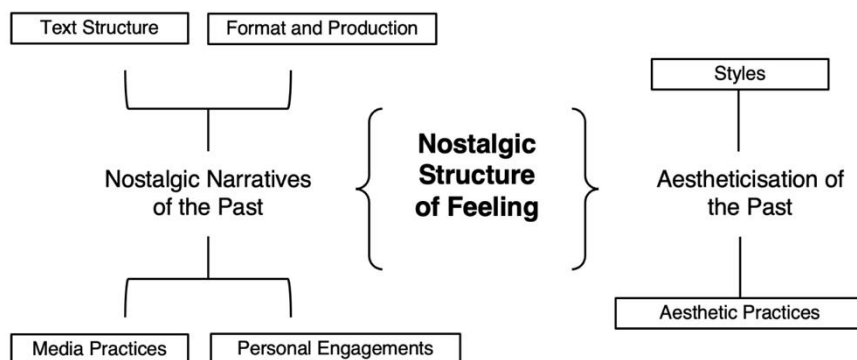 Text Structure
Format and Production
Styles
Nostalgic
Structure
of Feeling
Nostalgic Narratives
of the Past
Aestheticisation of
the Past
Media Practices
Personal Engagements
Aesthetic Practices